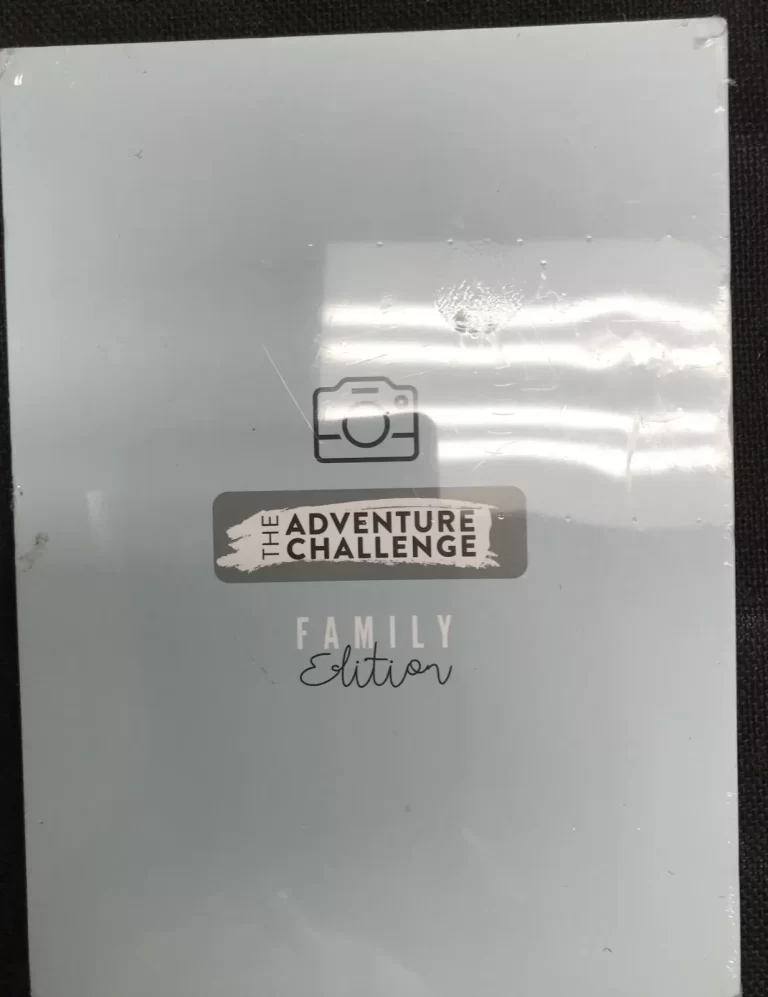 THE
ADVENTURE
CHALLENGE
FAMILY
Edition